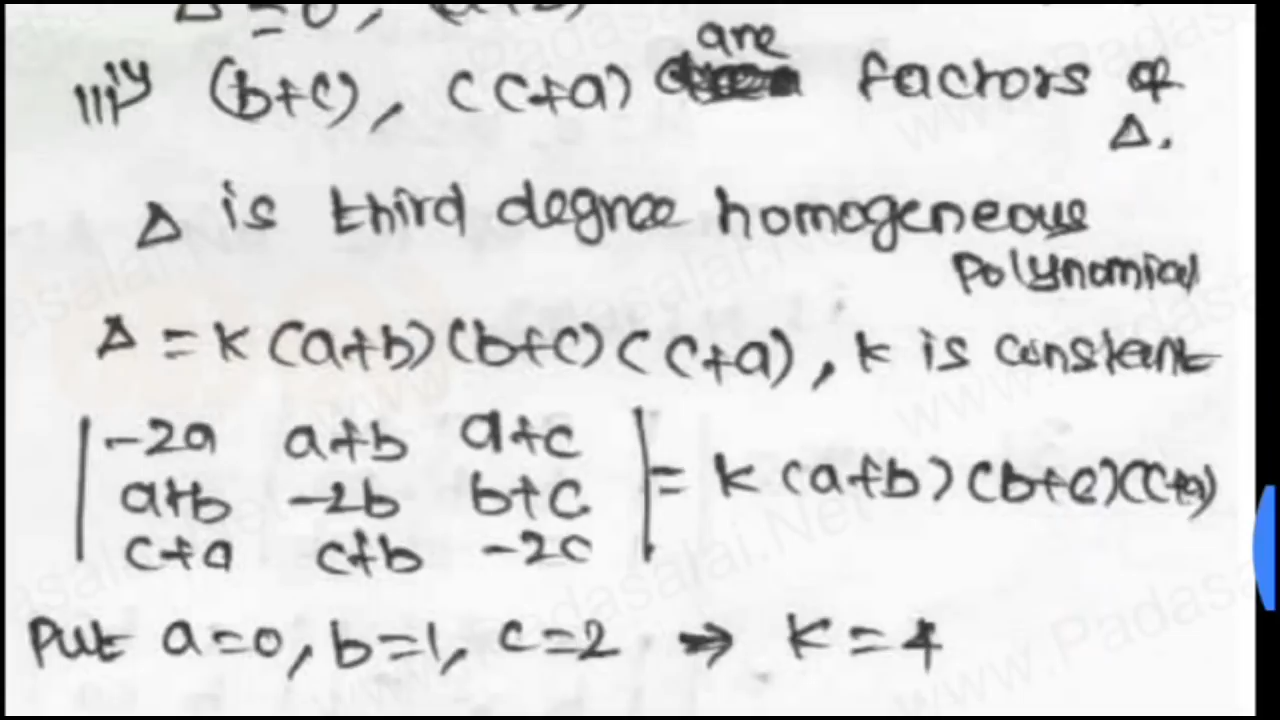 Δ = 0, (a+b)
|||ly (b+c), (c+a) are factors of
Δ.
Δ is third degree homogeneous
polynomial
Δ = k (a+b) (b+c) (c+a), k is constant
| -2a a+b a+c |
| a+b -2b b+c | = k (a+b) (b+c) (c+a)
| c+a c+b -2c |
Put a=0, b=1, c=2 → k = 4